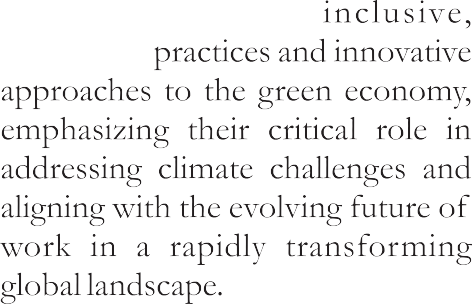 inclusive,
practices and innovative
approaches to the green economy,
emphasizing their critical role in
addressing climate challenges and
aligning with the evolving future of
work in a rapidly transforming
global landscape.